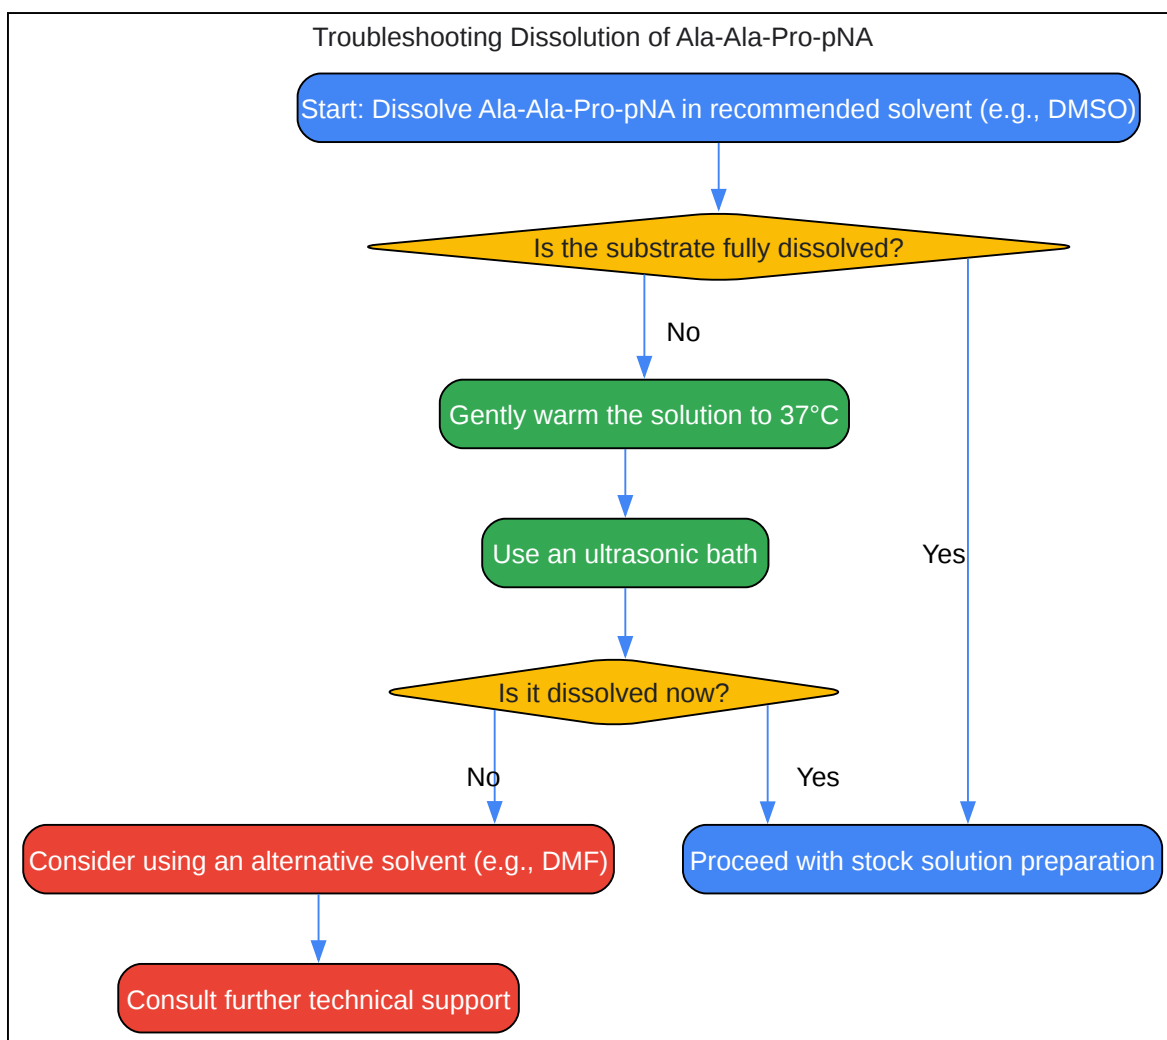 Troubleshooting Dissolution of Ala-Ala-Pro-pNA
Start: Dissolve Ala-Ala-Pro-pNA in recommended solvent (e.g., DMSO)
Is the substrate fully dissolved?
No
Gently warm the solution to 37°C
Use an ultrasonic bath
Yes
Is it dissolved now?
No
Yes
Consider using an alternative solvent (e.g., DMF)
Proceed with stock solution preparation
Consult further technical support